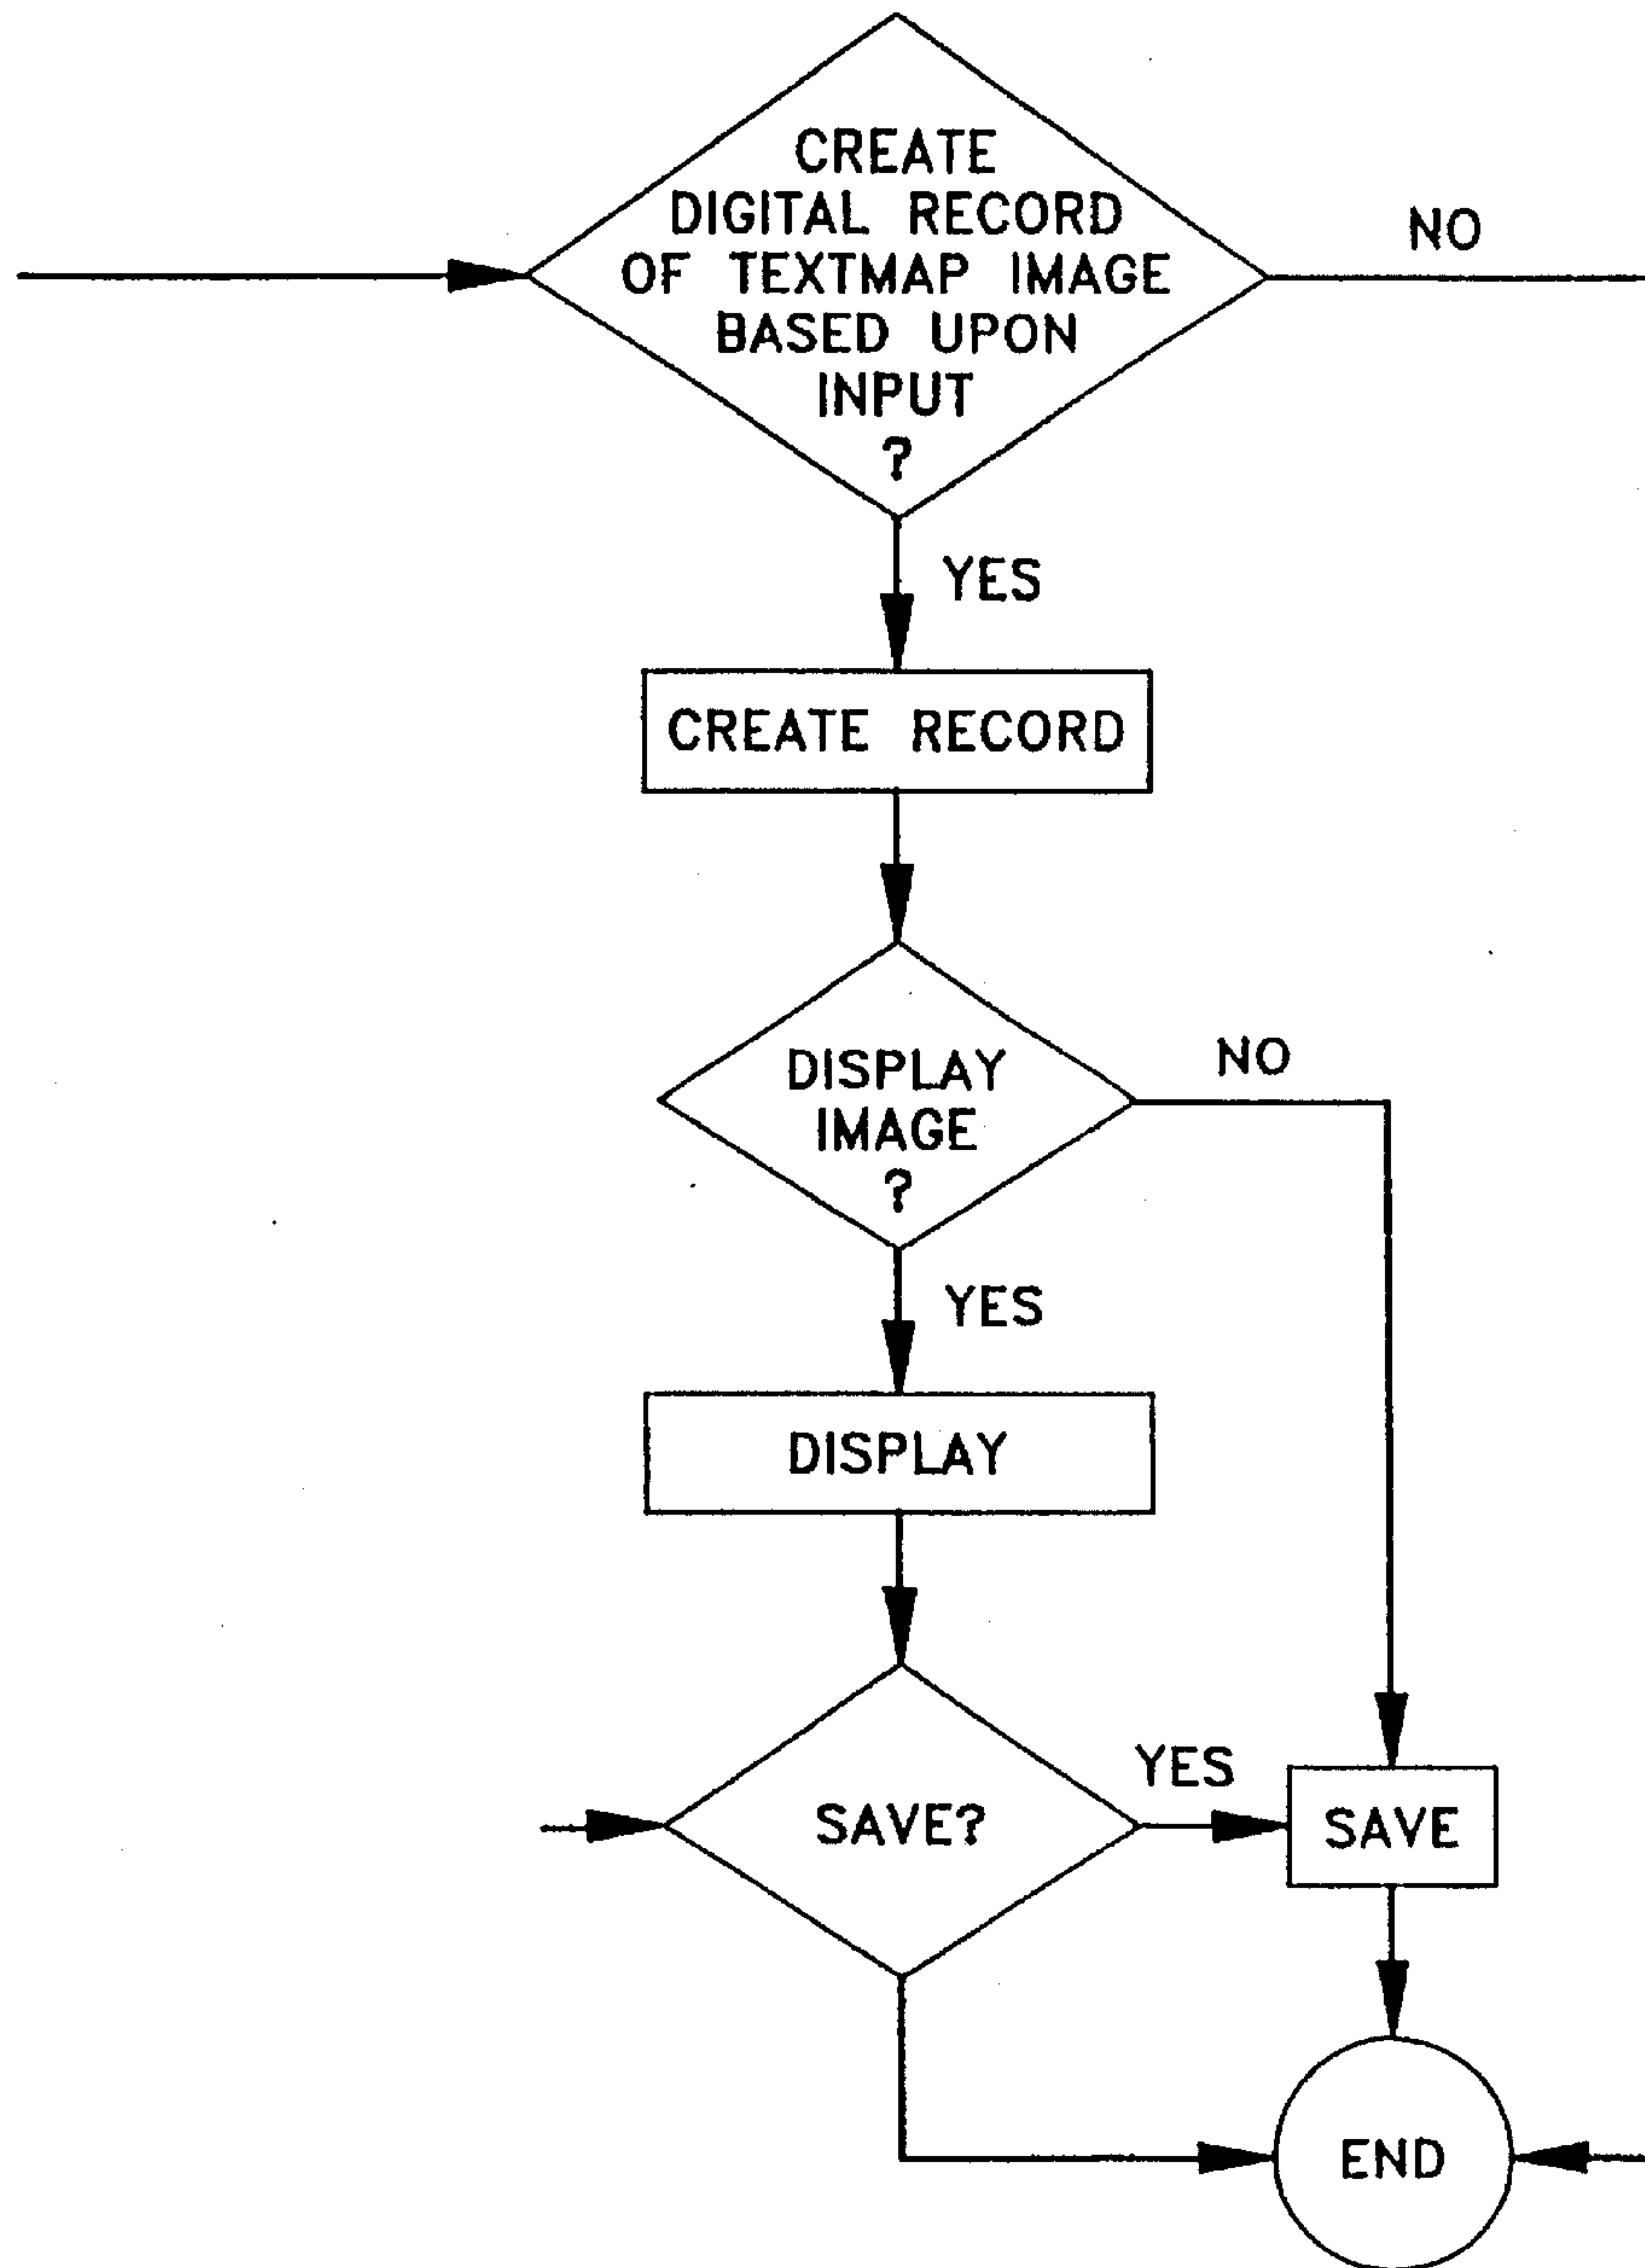 CREATE
DIGITAL RECORD
OF TEXTMAP IMAGE
BASED UPON
INPUT
?
NO
YES
CREATE RECORD
DISPLAY
IMAGE
?
NO
YES
DISPLAY
SAVE?
YES
SAVE
END